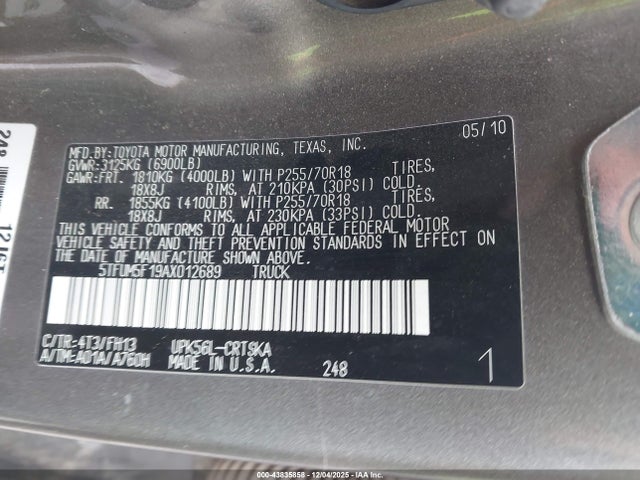 MFD.BY:TOYOTA MOTOR MANUFACTURING, TEXAS, INC. 05/10
GVWR:3125KG (6900LB)
GAWR:FRT. 1810KG (4000LB) WITH P255/70R18 TIRES,
18X8J RIMS, AT 210KPA (30PSI) COLD.
RR. 1855KG (4100LB) WITH P255/70R18 TIRES,
18X8J RIMS, AT 230KPA (33PSI) COLD.
THIS VEHICLE CONFORMS TO ALL APPLICABLE FEDERAL MOTOR
VEHICLE SAFETY AND THEFT PREVENTION STANDARDS IN EFFECT ON
THE DATE OF MANUFACTURE SHOWN ABOVE.
5TFUM5F19AX012689 TRUCK
C/TR:4T3/FH13 UPK56L-CRTSKA
A/TM:A01A/A760H MADE IN U.S.A. 248 1
248
000-43835858 - 12/04/2025 - IAA INC.